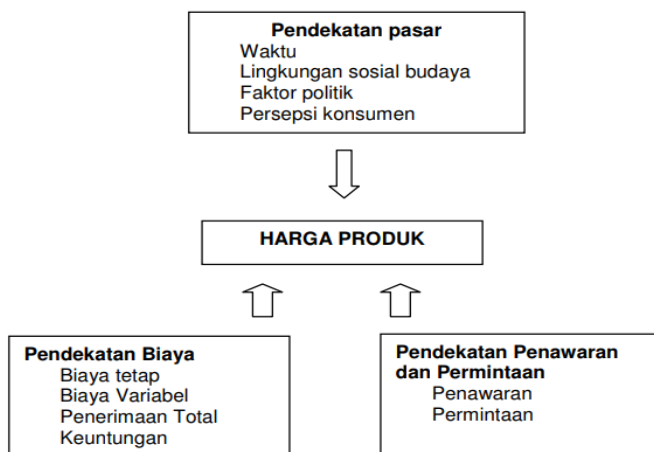 Pendekatan pasar
Waktu
Lingkungan sosial budaya
Faktor politik
Persepsi konsumen
HARGA PRODUK
Pendekatan Biaya
Biaya tetap
Biaya Variabel
Penerimaan Total
Keuntungan
Pendekatan Penawaran
dan Permintaan
Penawaran
Permintaan